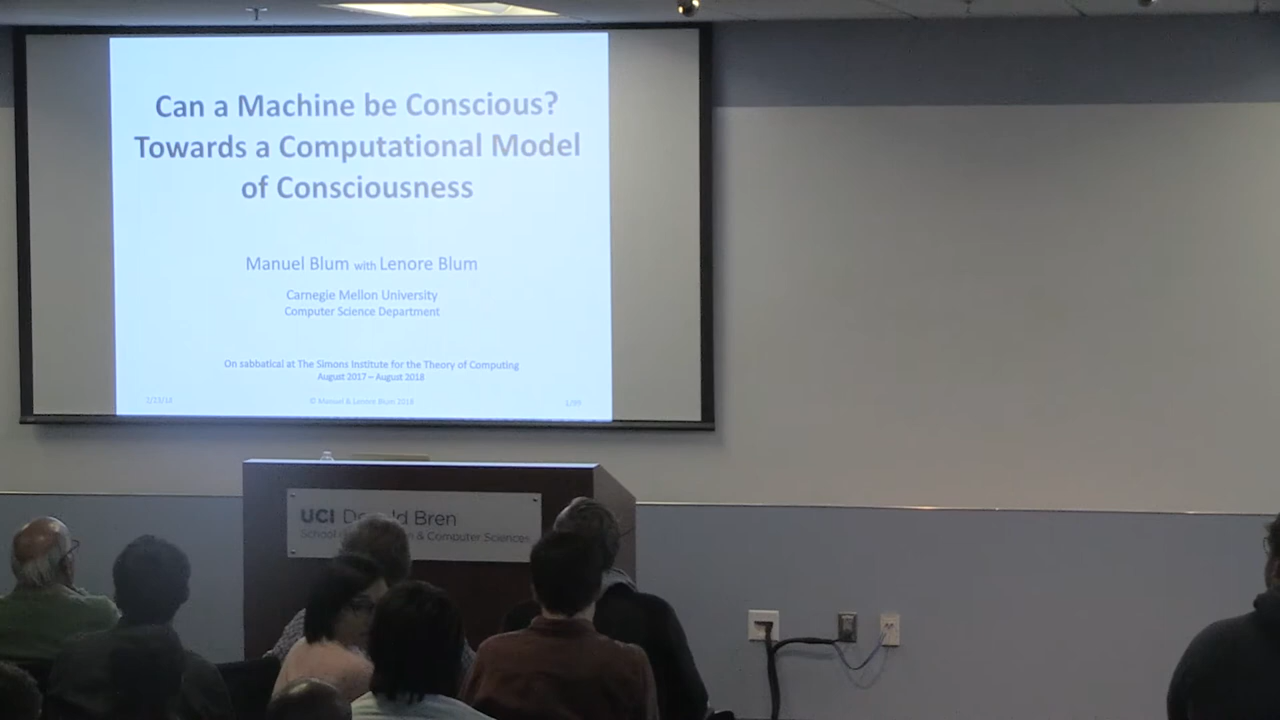 Can a Machine be Conscious?
Towards a Computational Model
of Consciousness
Manuel Blum with Lenore Blum
Carnegie Mellon University
Computer Science Department
On sabbatical at The Simons Institute for the Theory of Computing
August 2017 – August 2018
© Manuel & Lenore Blum 2018
UCI Bren
School & Computer Sciences